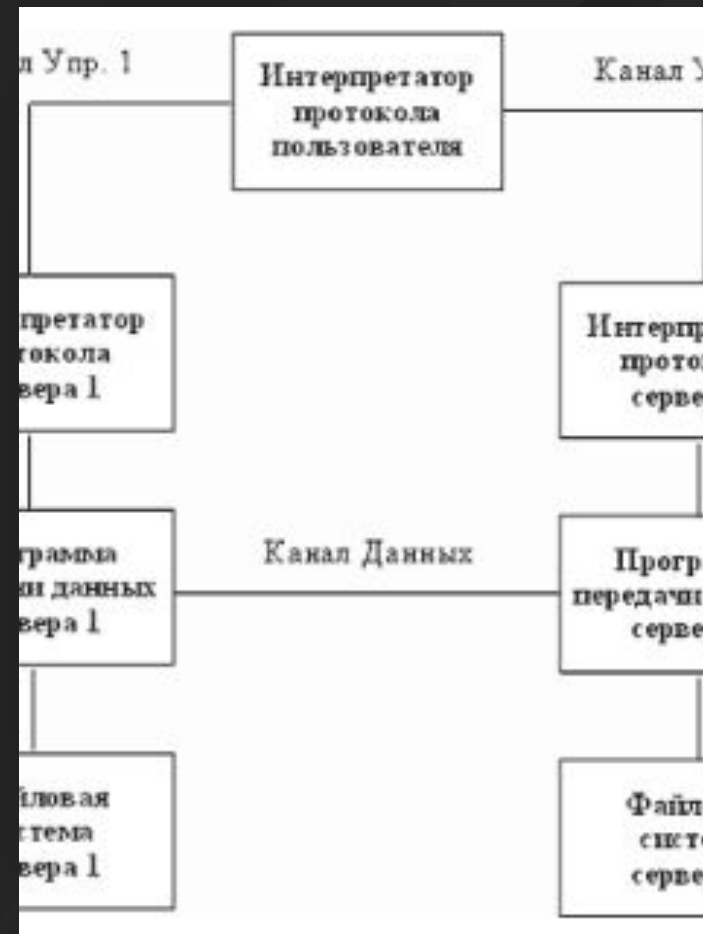 л Упр. 1
Интерпретатор
протокола
пользователя
Канал У
претатор
токола
вера 1
Интерпр
прото
серве
грамма
чи данных
вера 1
Канал Данных
Прогр
передачи
серве
йловая
стема
вера 1
Файл
систе
серве